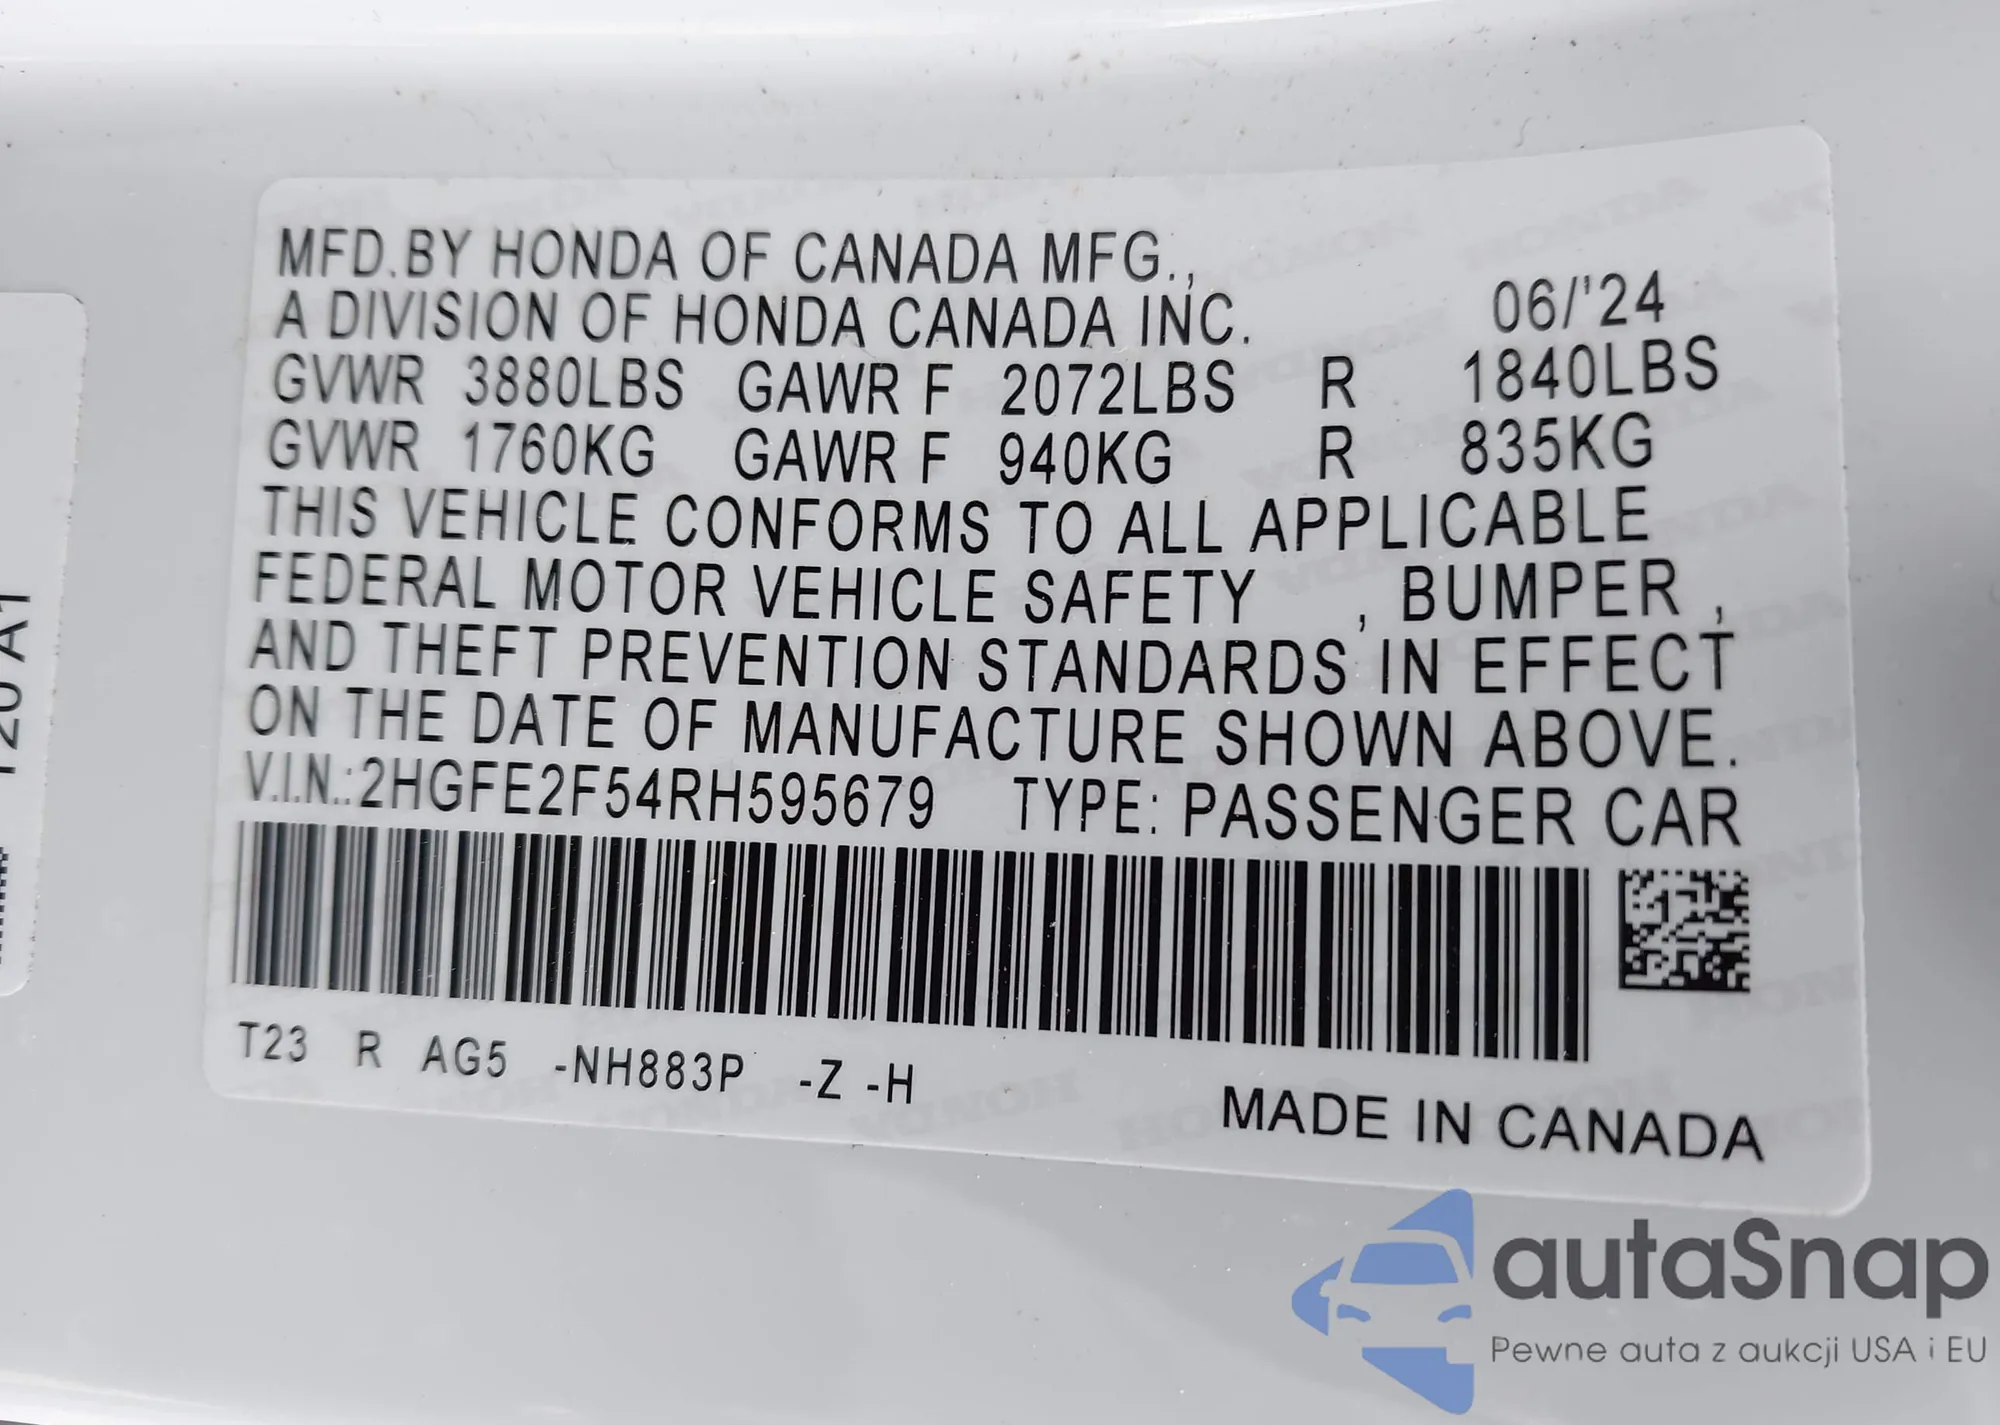 MFD.BY HONDA OF CANADA MFG.,
A DIVISION OF HONDA CANADA INC. 06/'24
GVWR 3880LBS GAWR F 2072LBS R 1840LBS
GVWR 1760KG GAWR F 940KG R 835KG
THIS VEHICLE CONFORMS TO ALL APPLICABLE
FEDERAL MOTOR VEHICLE SAFETY , BUMPER ,
AND THEFT PREVENTION STANDARDS IN EFFECT
ON THE DATE OF MANUFACTURE SHOWN ABOVE.
V.I.N.:2HGFE2F54RH595679 TYPE: PASSENGER CAR
T23 R AG5 -NH883P -Z -H
MADE IN CANADA
autaSnap
Pewne auta z aukcji USA i EU